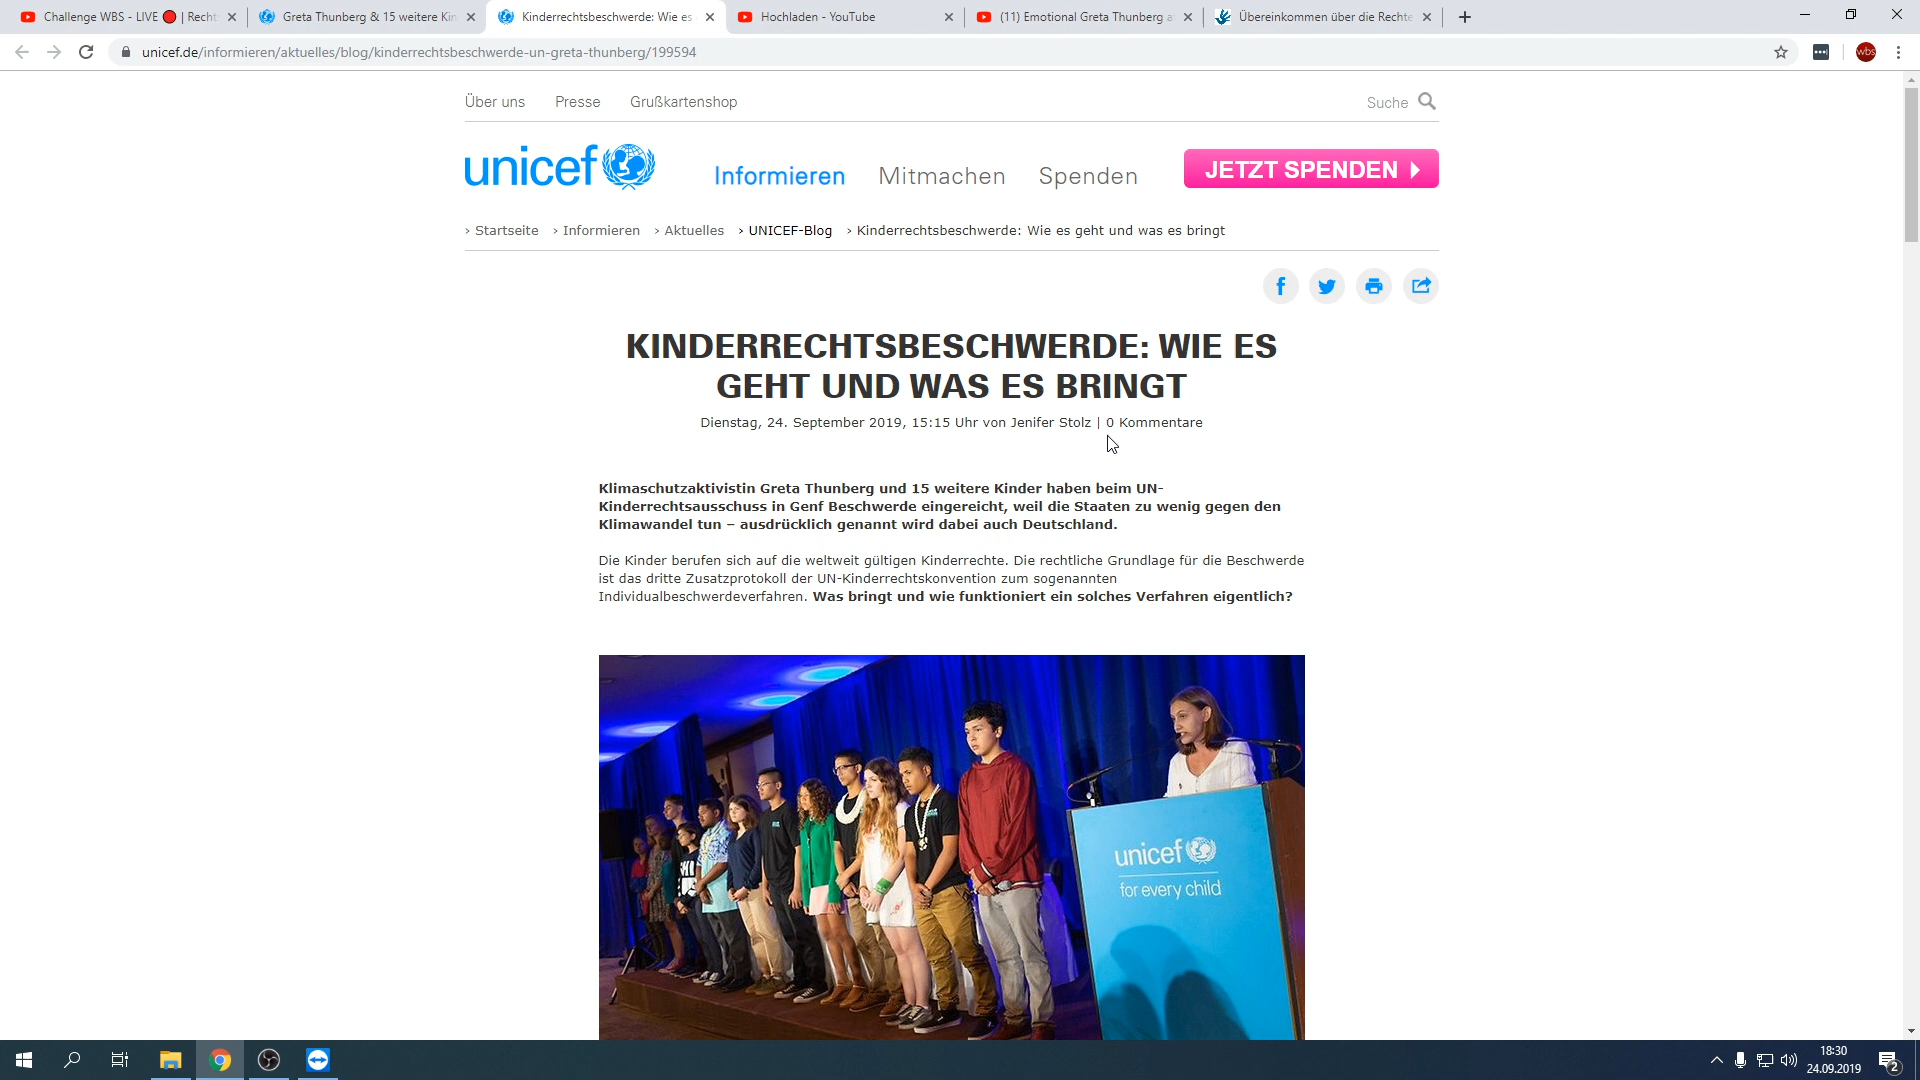 Challenge WBS - LIVE | Recht
Greta Thunberg & 15 weitere Kin
Kinderrechtsbeschwerde: Wie es
Hochladen - YouTube
(11) Emotional Greta Thunberg a
Übereinkommen über die Rechte
unicef.de/informieren/aktuelles/blog/kinderrechtsbeschwerde-un-greta-thunberg/199594
wbs
Über uns
Presse
Grußkartenshop
Suche
unicef
Informieren
Mitmachen
Spenden
JETZT SPENDEN
› Startseite › Informieren › Aktuelles › UNICEF-Blog › Kinderrechtsbeschwerde: Wie es geht und was es bringt
KINDERRECHTSBESCHWERDE: WIE ES
GEHT UND WAS ES BRINGT
Dienstag, 24. September 2019, 15:15 Uhr von Jenifer Stolz | 0 Kommentare
Klimaschutzaktivistin Greta Thunberg und 15 weitere Kinder haben beim UN-
Kinderrechtsausschuss in Genf Beschwerde eingereicht, weil die Staaten zu wenig gegen den
Klimawandel tun – ausdrücklich genannt wird dabei auch Deutschland.
Die Kinder berufen sich auf die weltweit gültigen Kinderrechte. Die rechtliche Grundlage für die Beschwerde
ist das dritte Zusatzprotokoll der UN-Kinderrechtskonvention zum sogenannten
Individualbeschwerdeverfahren. Was bringt und wie funktioniert ein solches Verfahren eigentlich?
unicef
for every child
18:30
24.09.2019
2